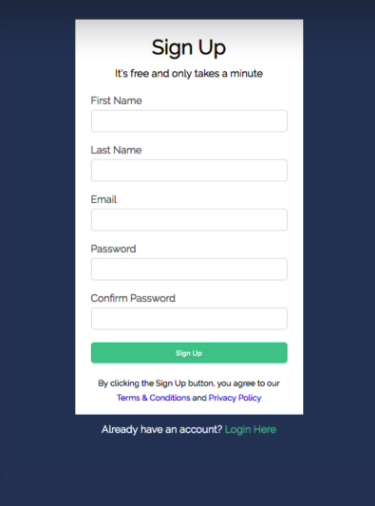 Sign Up
It's free and only takes a minute
First Name
Last Name
Email
Password
Confirm Password
Sign Up
By clicking the Sign Up button, you agree to our
Terms & Conditions and Privacy Policy
Already have an account? Login Here